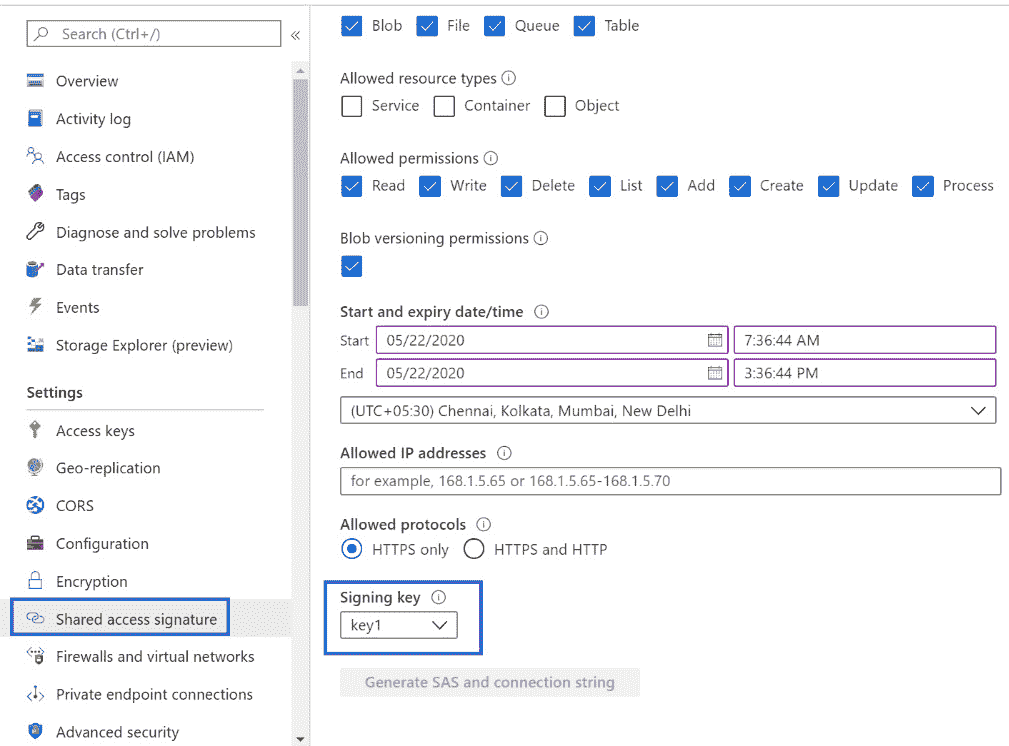 Search (Ctrl+/)
«
Overview
Activity log
Access control (IAM)
Tags
Diagnose and solve problems
Data transfer
Events
Storage Explorer (preview)
Settings
Access keys
Geo-replication
CORS
Configuration
Encryption
Shared access signature
Firewalls and virtual networks
Private endpoint connections
Advanced security
Blob File Queue Table
Allowed resource types
Service Container Object
Allowed permissions
Read Write Delete List Add Create Update Process
Blob versioning permissions
Start and expiry date/time
Start 05/22/2020 7:36:44 AM
End 05/22/2020 3:36:44 PM
(UTC+05:30) Chennai, Kolkata, Mumbai, New Delhi
Allowed IP addresses
for example, 168.1.5.65 or 168.1.5.65-168.1.5.70
Allowed protocols
HTTPS only HTTPS and HTTP
Signing key
key1
Generate SAS and connection string